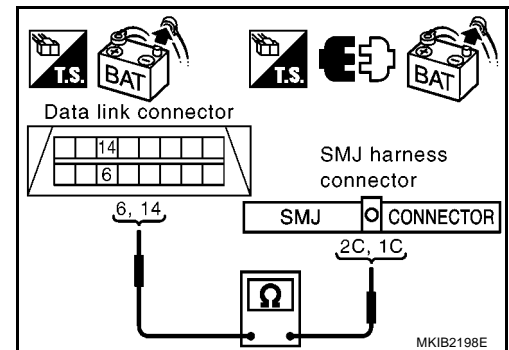 T.S. BAT T.S. BAT
Data link connector
14
6
SMJ harness
connector
6, 14
SMJ CONNECTOR
2C, 1C
Ω
MKIB2198E